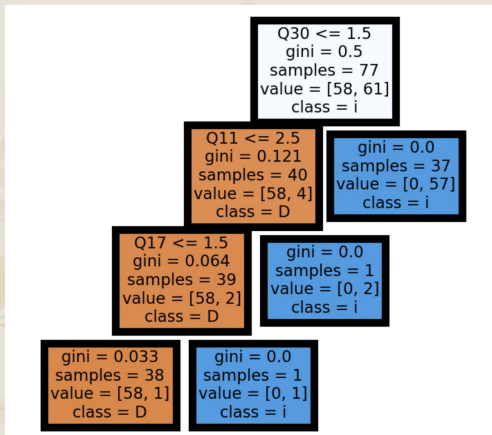 Q30 <= 1.5
gini = 0.5
samples = 77
value = [58, 61]
class = i
Q11 <= 2.5
gini = 0.121
samples = 40
value = [58, 4]
class = D
gini = 0.0
samples = 37
value = [0, 57]
class = i
Q17 <= 1.5
gini = 0.064
samples = 39
value = [58, 2]
class = D
gini = 0.0
samples = 1
value = [0, 2]
class = i
gini = 0.033
samples = 38
value = [58, 1]
class = D
gini = 0.0
samples = 1
value = [0, 1]
class = i